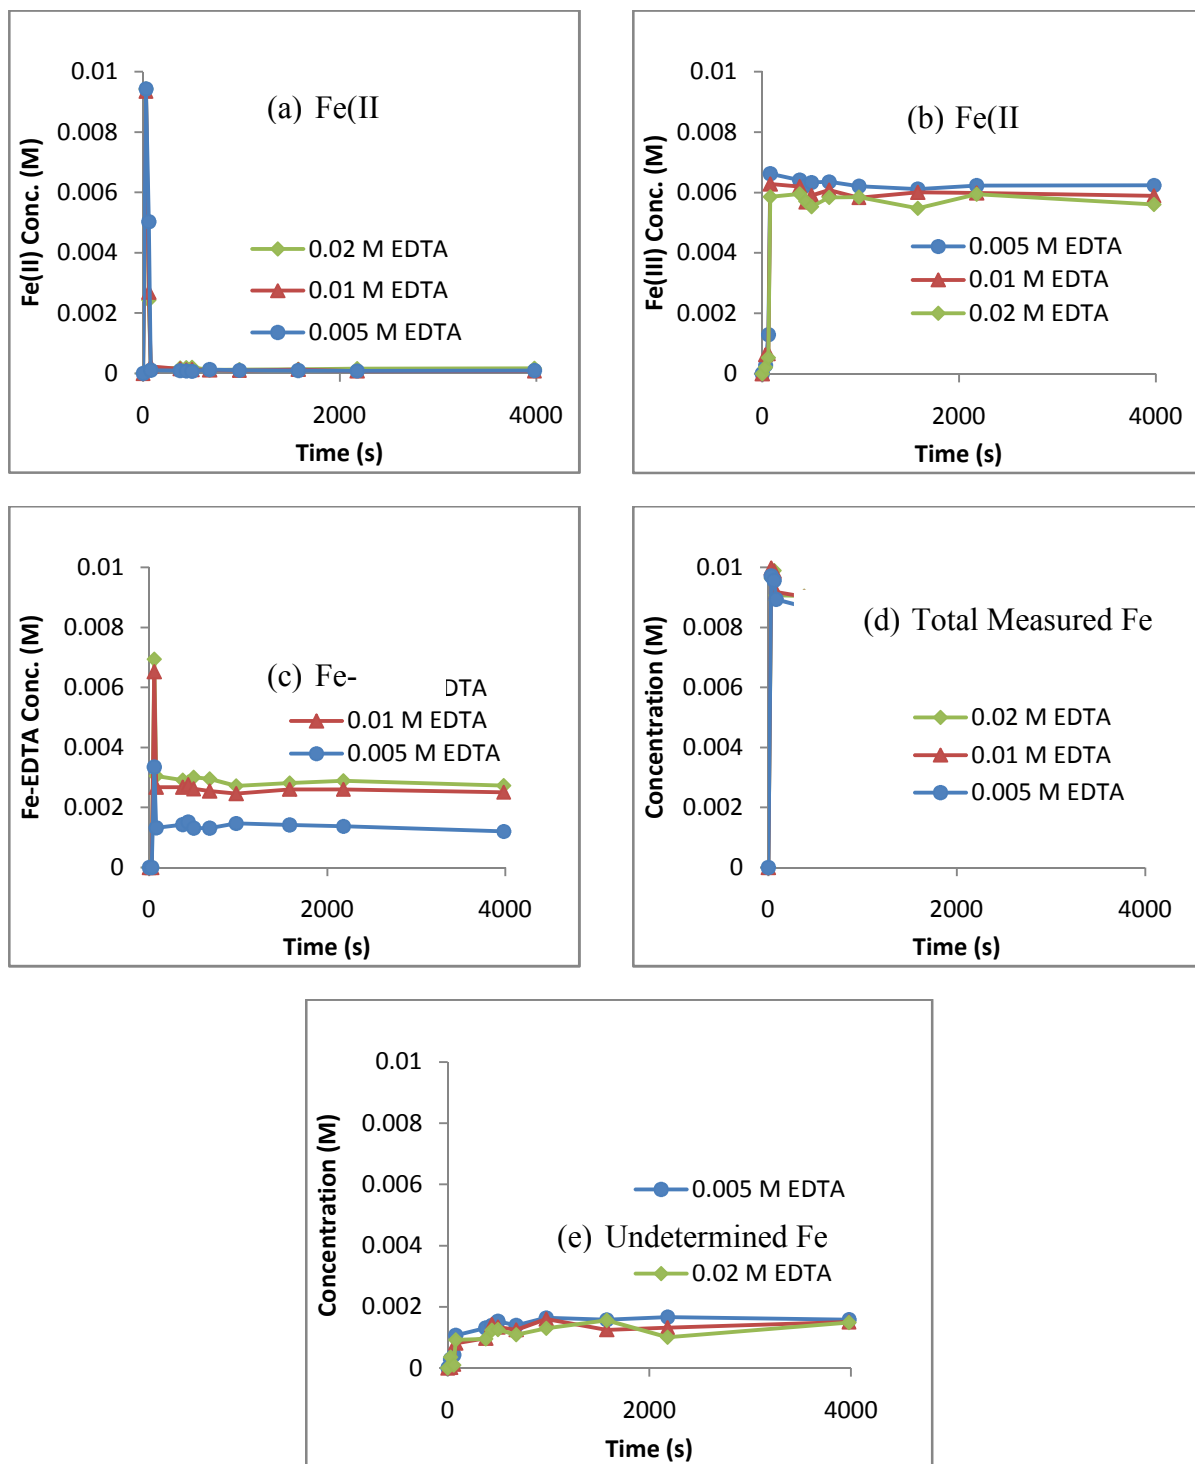 0.01
0.008
0.006
0.004
0.002
0
Fe(II) Conc. (M)
(a) Fe(II
0.02 M EDTA
0.01 M EDTA
0.005 M EDTA
0 2000 4000
Time (s)
0.01
0.008
0.006
0.004
0.002
0
Fe(III) Conc. (M)
(b) Fe(II
0.005 M EDTA
0.01 M EDTA
0.02 M EDTA
0 2000 4000
Time (s)
0.01
0.008
0.006
0.004
0.002
0
Fe-EDTA Conc. (M)
(c) Fe-
DTA
0.01 M EDTA
0.005 M EDTA
0 2000 4000
Time (s)
0.01
0.008
0.006
0.004
0.002
0
Concentration (M)
(d) Total Measured Fe
0.02 M EDTA
0.01 M EDTA
0.005 M EDTA
0 2000 4000
Time (s)
0.01
0.008
0.006
0.004
0.002
0
Concentration (M)
0.005 M EDTA
(e) Undetermined Fe
0.02 M EDTA
0 2000 4000
Time (s)